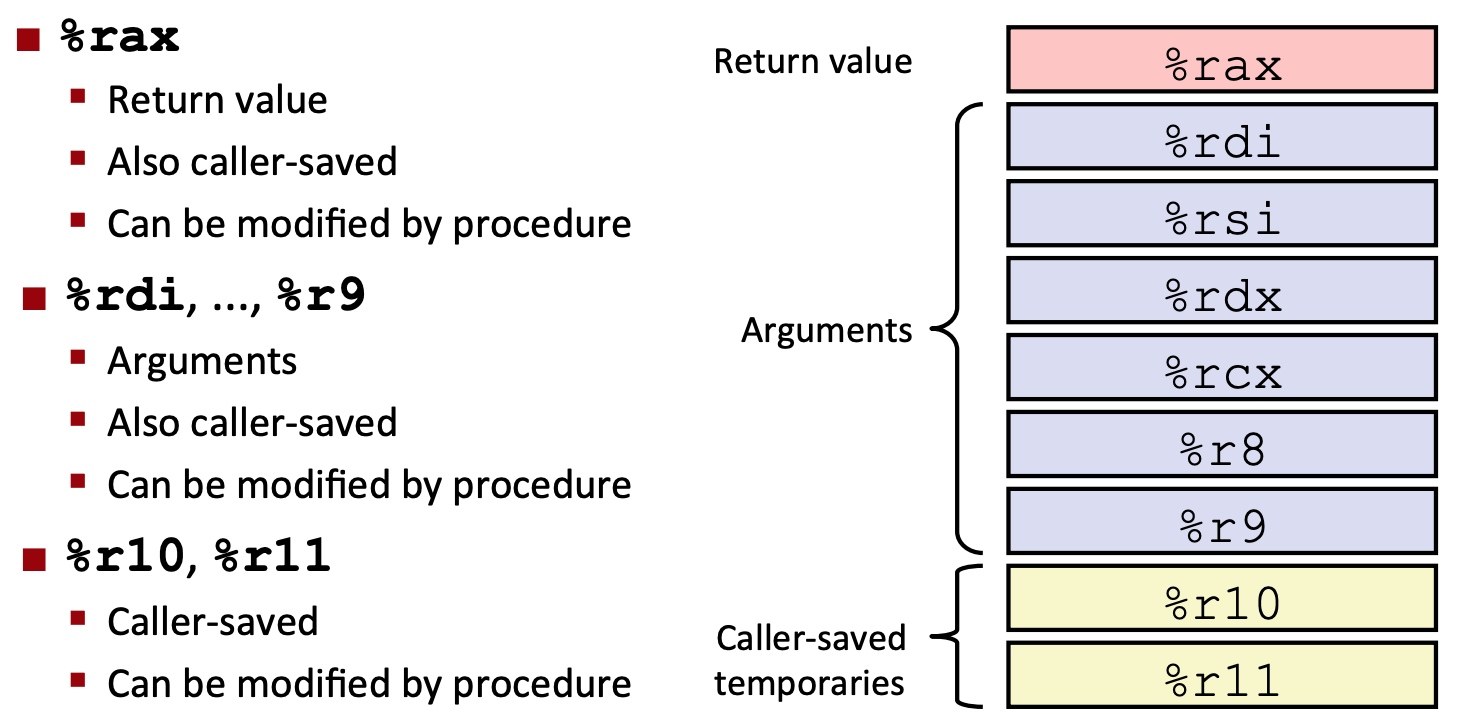 %rax
Return value
Also caller-saved
Can be modified by procedure
%rdi, ..., %r9
Arguments
Also caller-saved
Can be modified by procedure
%r10, %r11
Caller-saved
Can be modified by procedure
Return value
Arguments
Caller-saved
temporaries
%rax
%rdi
%rsi
%rdx
%rcx
%r8
%r9
%r10
%r11